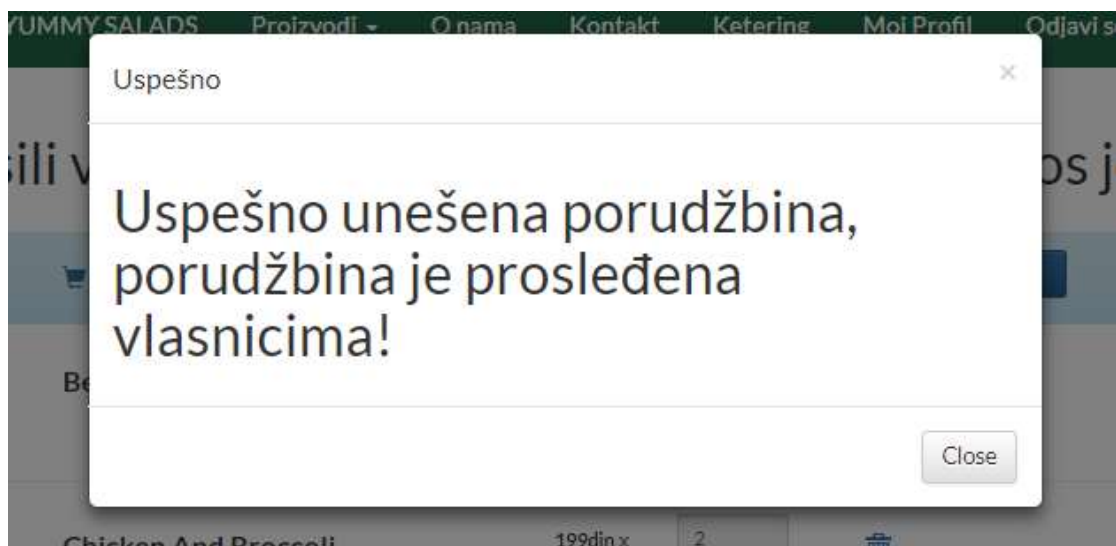 YUMMY SALADS Proizvodi O nama Kontakt Ketering Moj Profil Odjavi
Uspešno ×
Uspešno unešena porudžbina,
porudžbina je prosleđena
vlasnicima!
Close
Chicken And Broccoli 199din x 2